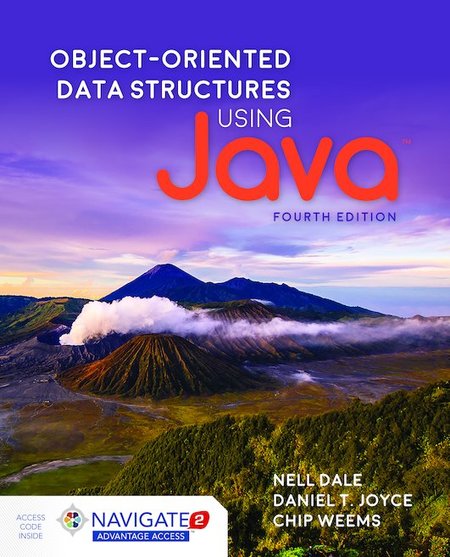 OBJECT-ORIENTED
DATA STRUCTURES
USING
Java™
FOURTH EDITION
NELL DALE
DANIEL T. JOYCE
CHIP WEEMS
ACCESS
CODE
INSIDE
NAVIGATE 2
ADVANTAGE ACCESS™